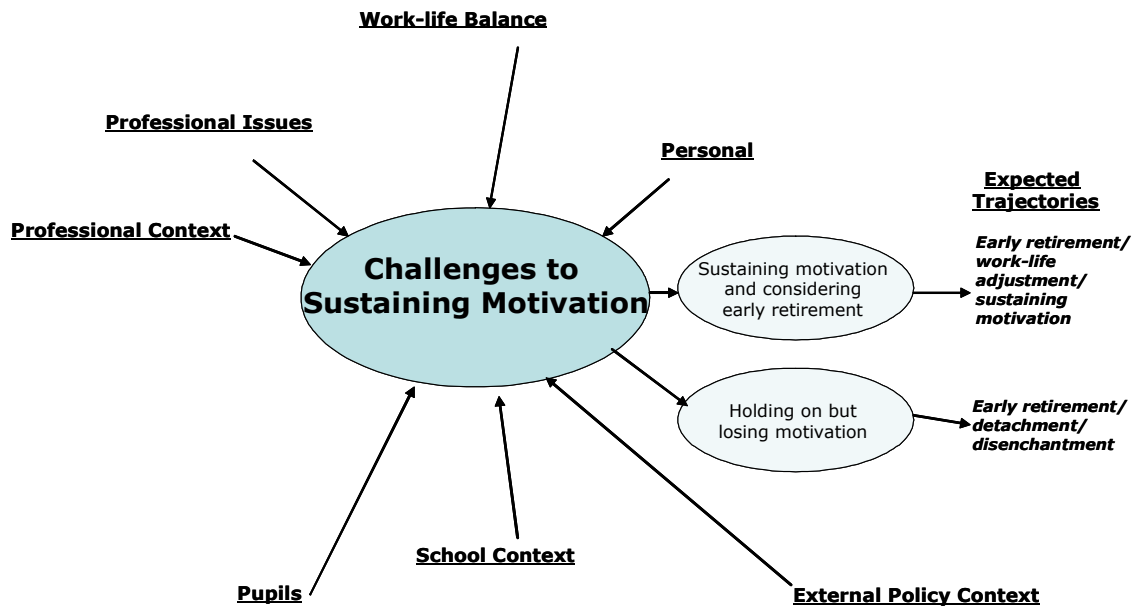 Work-life Balance
Professional Issues
Personal
Professional Context
Challenges to
Sustaining Motivation
Sustaining motivation
and considering
early retirement
Expected
Trajectories
Early retirement/
work-life
adjustment/
sustaining
motivation
Holding on but
losing motivation
Early retirement/
detachment/
disenchantment
School Context
Pupils
External Policy Context